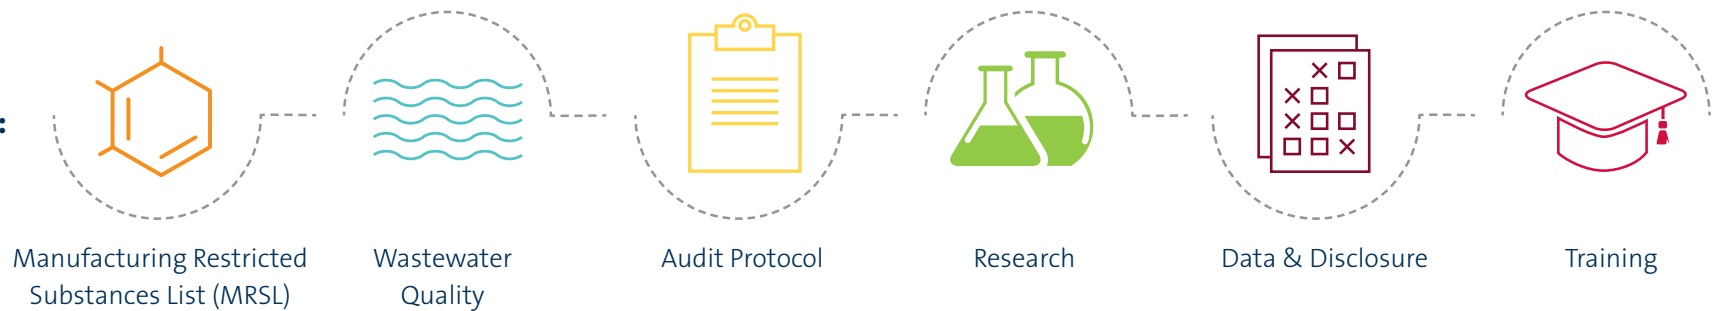 :
Manufacturing Restricted
Substances List (MRSL)
Wastewater
Quality
Audit Protocol
Research
Data & Disclosure
Training